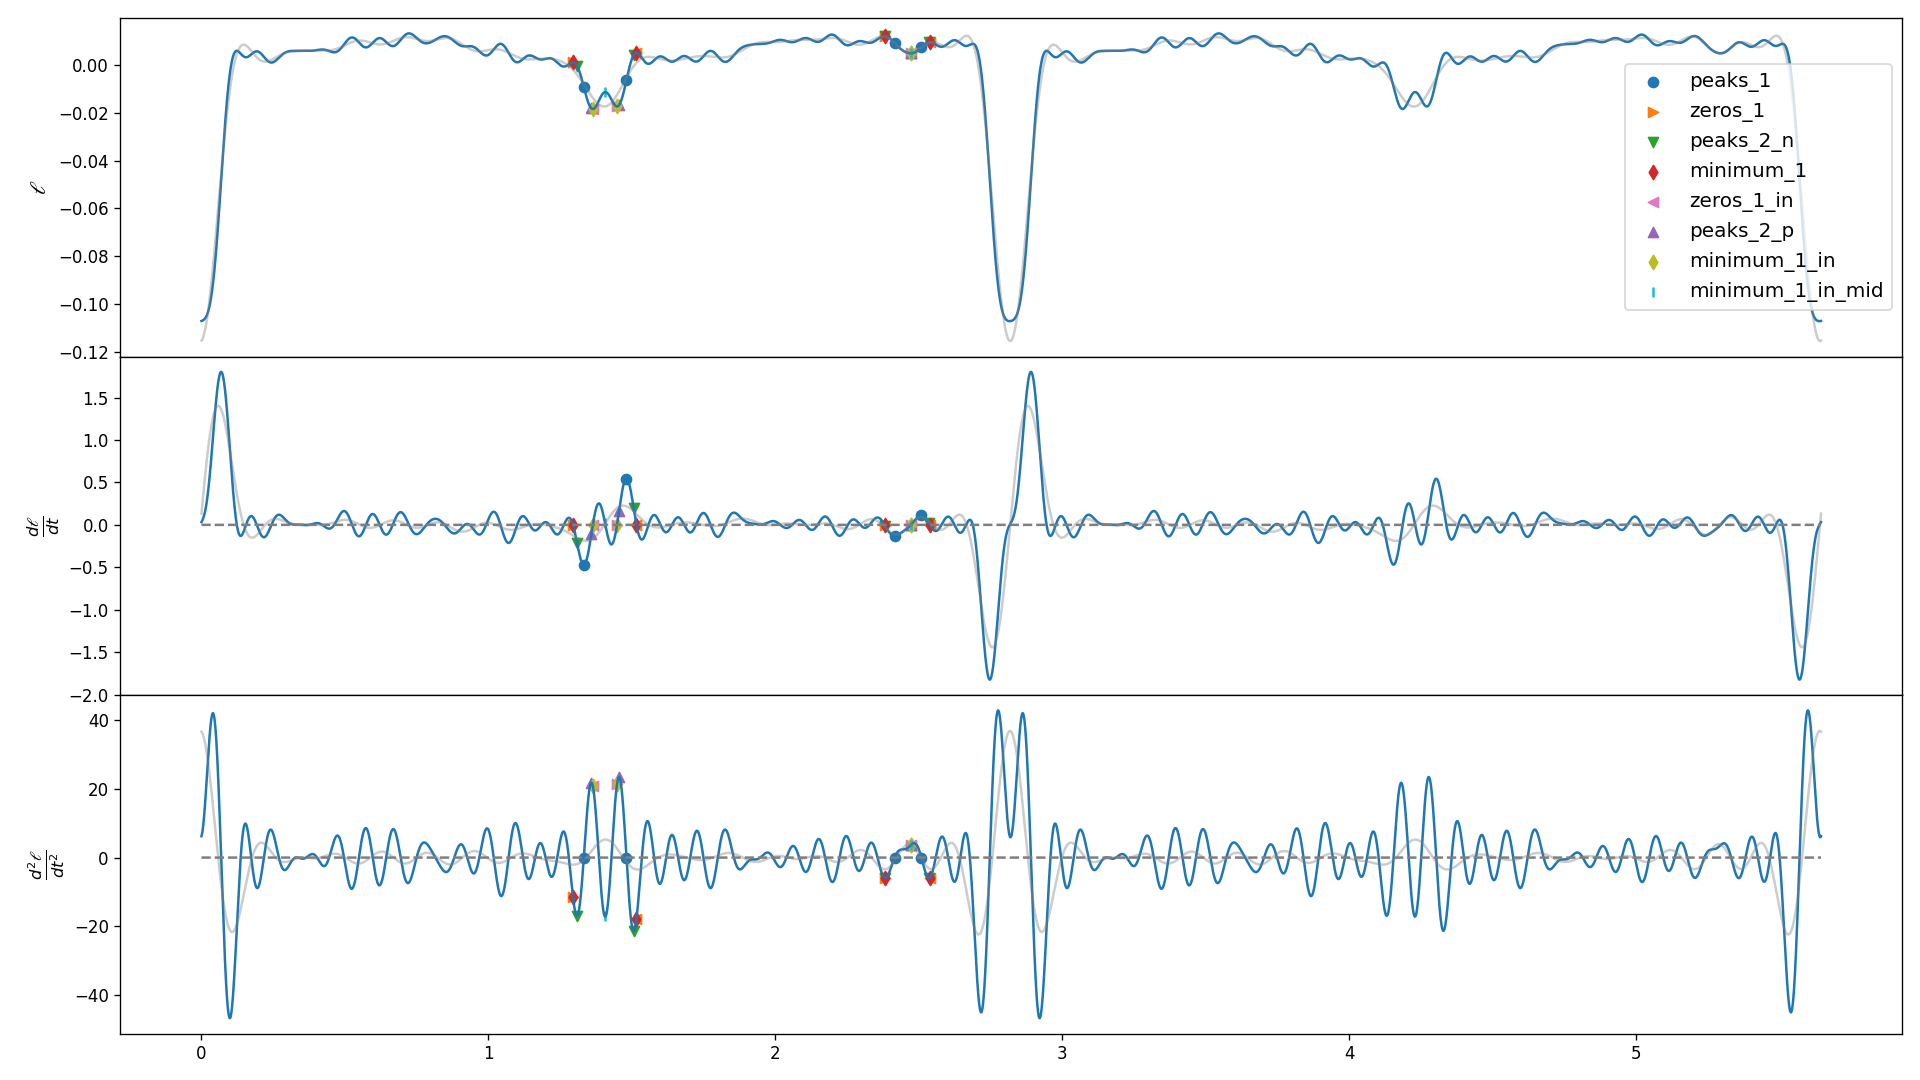 0.00
−0.02
−0.04
−0.06
−0.08
−0.10
−0.12
ℓ
peaks_1
zeros_1
peaks_2_n
minimum_1
zeros_1_in
peaks_2_p
minimum_1_in
minimum_1_in_mid
1.5
1.0
0.5
0.0
−0.5
−1.0
−1.5
−2.0
dℓ/dt
40
20
0
−20
−40
d²ℓ/dt²
0 1 2 3 4 5